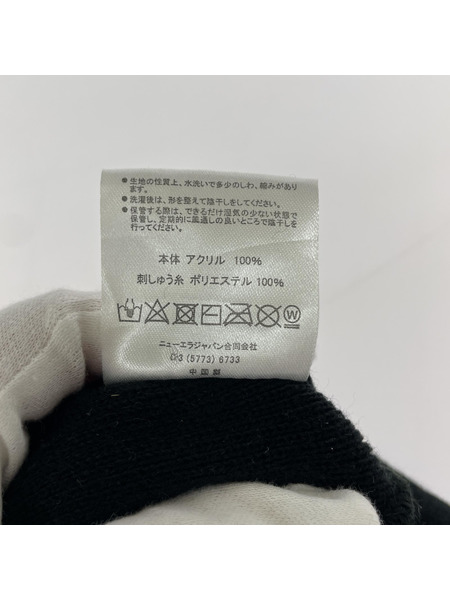 ●生地の性質上、水洗いで多少のしわ、縮みがあり
ます。
●洗濯後は、形を整えて陰干しをしてください。
●保管する際は、できるだけ湿気の少ない状態で
保管し、定期的に風通しの良いところで陰干しを
行ってください。
本体 アクリル 100%
刺しゅう糸 ポリエステル 100%
W
ニューエラジャパン合同会社
03(5773)6733
中国製